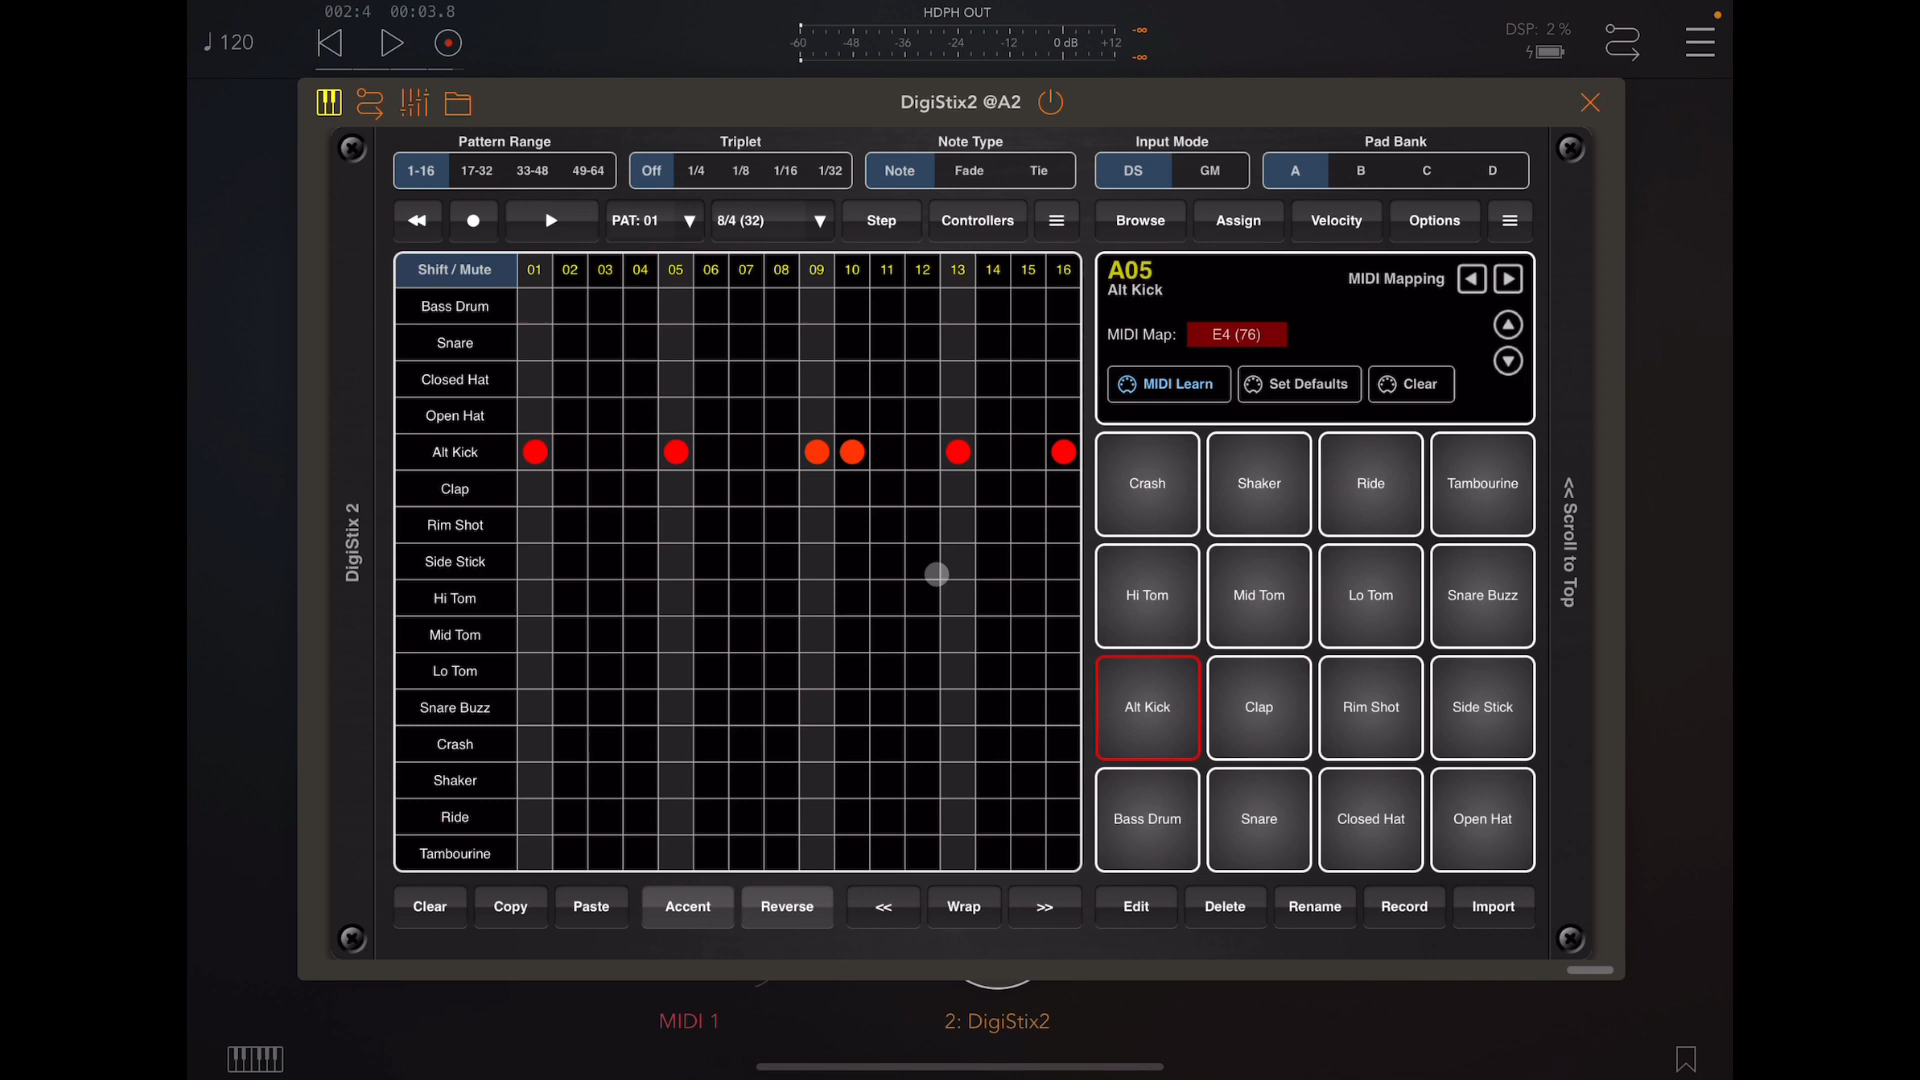 002:4 00:03.8
HDPH OUT
♩ 120
-60 -48 -36 -24 -12 0 dB +12
-∞
-∞
DSP: 2 %
DigiStix2 @A2
Pattern Range Triplet Note Type Input Mode Pad Bank
1-16 17-32 33-48 49-64 Off 1/4 1/8 1/16 1/32 Note Fade Tie DS GM A B C D
PAT: 01 8/4 (32) Step Controllers Browse Assign Velocity Options
Shift / Mute 01 02 03 04 05 06 07 08 09 10 11 12 13 14 15 16
Bass Drum
Snare
Closed Hat
Open Hat
Alt Kick
Clap
Rim Shot
Side Stick
Hi Tom
Mid Tom
Lo Tom
Snare Buzz
Crash
Shaker
Ride
Tambourine
A05
Alt Kick
MIDI Mapping
MIDI Map: E4 (76)
MIDI Learn Set Defaults Clear
Crash Shaker Ride Tambourine
Hi Tom Mid Tom Lo Tom Snare Buzz
Alt Kick Clap Rim Shot Side Stick
Bass Drum Snare Closed Hat Open Hat
DigiStix 2
<< Scroll to Top
Clear Copy Paste Accent Reverse << Wrap >> Edit Delete Rename Record Import
MIDI 1 2: DigiStix2